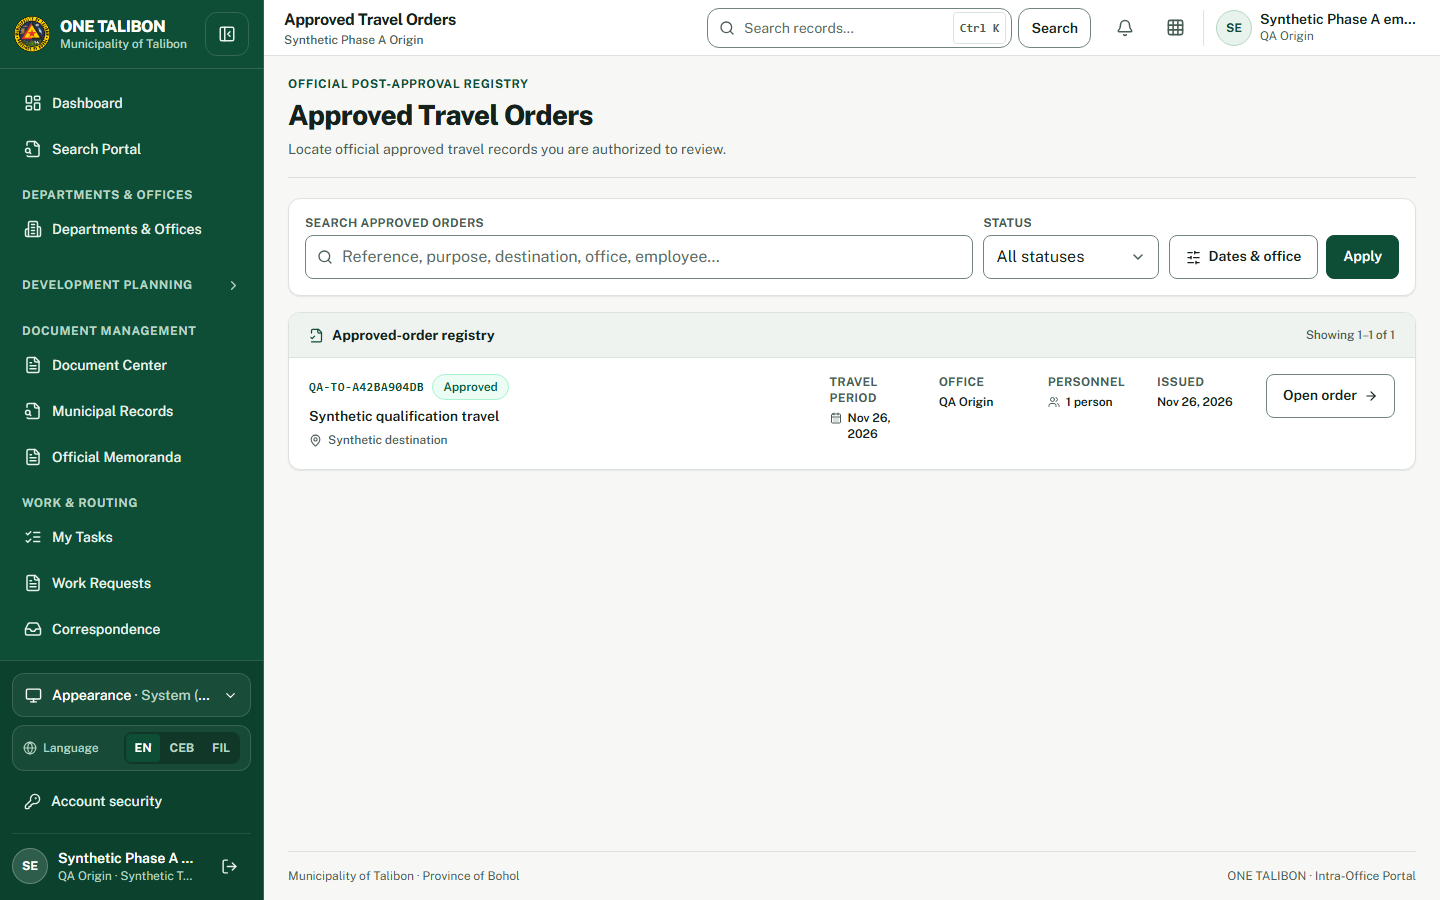 ONE TALIBON
Municipality of Talibon
Dashboard
Search Portal
DEPARTMENTS & OFFICES
Departments & Offices
DEVELOPMENT PLANNING
DOCUMENT MANAGEMENT
Document Center
Municipal Records
Official Memoranda
WORK & ROUTING
My Tasks
Work Requests
Correspondence
Appearance · System (...
Language EN CEB FIL
Account security
SE
Synthetic Phase A ...
QA Origin · Synthetic T...
Approved Travel Orders
Synthetic Phase A Origin
Search records...
Ctrl K
Search
SE
Synthetic Phase A em...
QA Origin
OFFICIAL POST-APPROVAL REGISTRY
Approved Travel Orders
Locate official approved travel records you are authorized to review.
SEARCH APPROVED ORDERS
Reference, purpose, destination, office, employee...
STATUS
All statuses
Dates & office
Apply
Approved-order registry
Showing 1–1 of 1
QA-TO-A42BA904DB Approved
Synthetic qualification travel
Synthetic destination
TRAVEL
PERIOD
Nov 26,
2026
OFFICE
QA Origin
PERSONNEL
1 person
ISSUED
Nov 26, 2026
Open order
Municipality of Talibon · Province of Bohol
ONE TALIBON · Intra-Office Portal